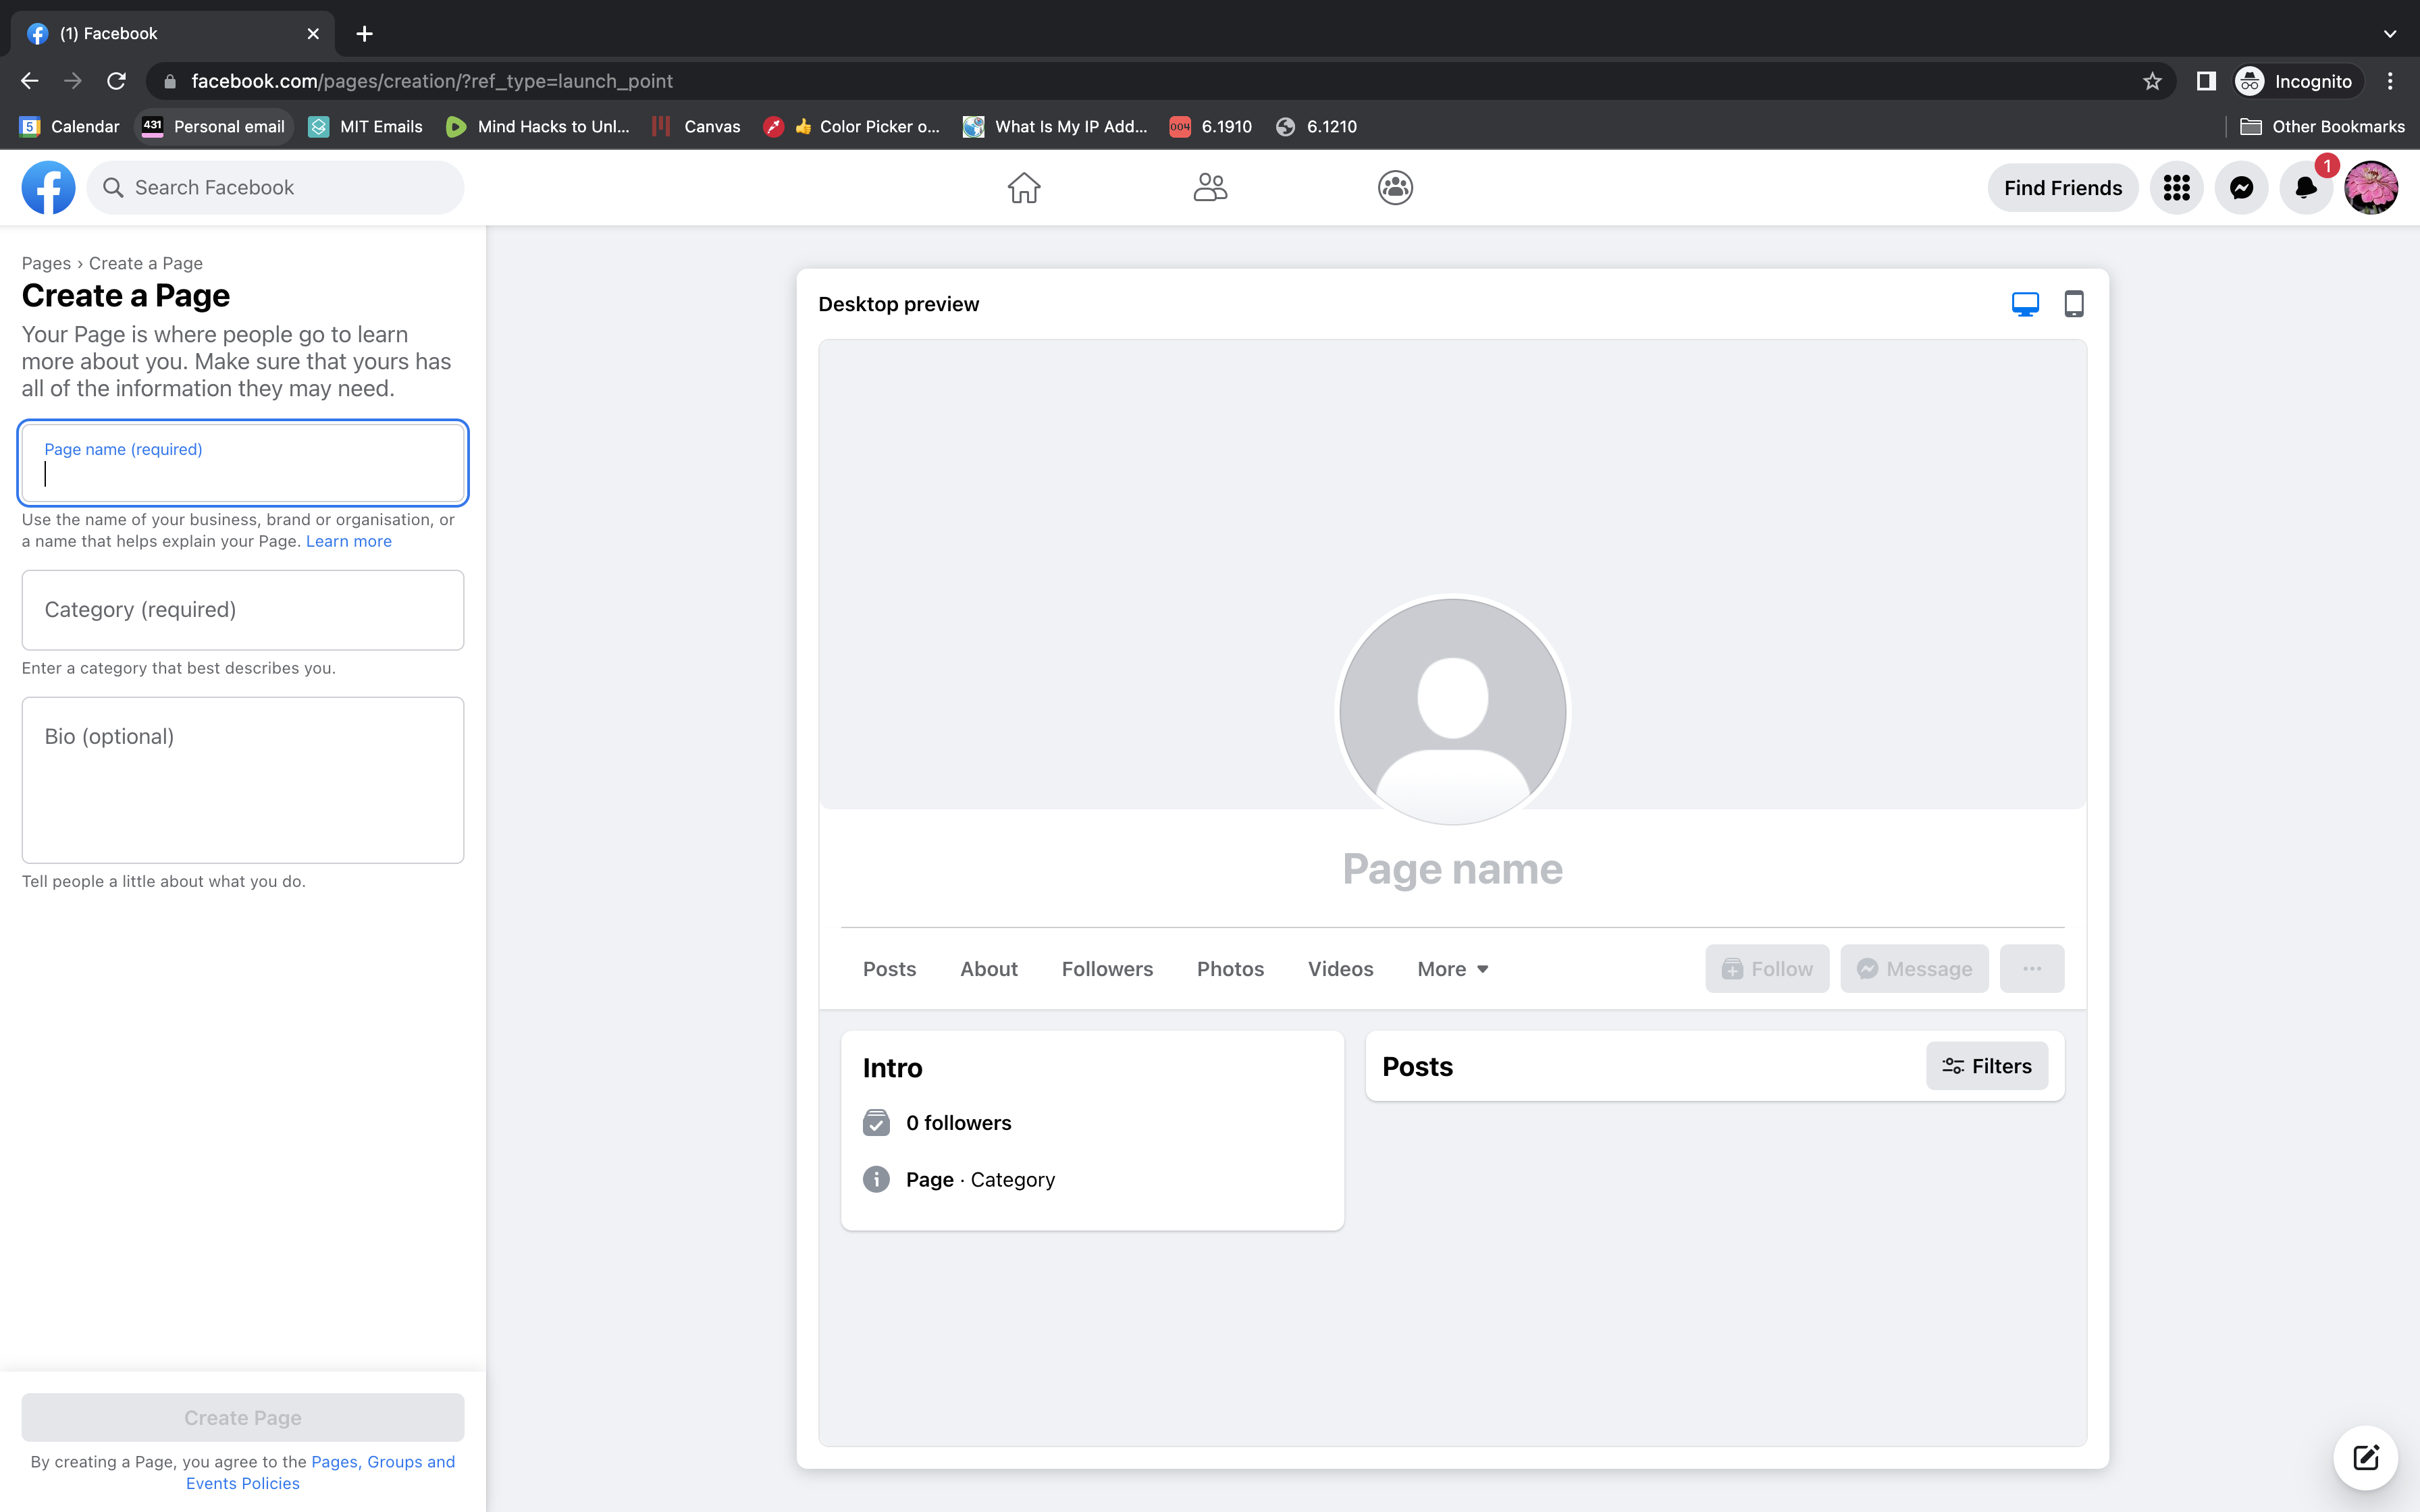 (1) Facebook
facebook.com/pages/creation/?ref_type=launch_point
Incognito
5 Calendar
431 Personal email
MIT Emails
Mind Hacks to Unl...
Canvas
👍 Color Picker o...
What Is My IP Add...
004 6.1910
6.1210
Other Bookmarks
Search Facebook
Find Friends
1
Pages › Create a Page
Create a Page
Your Page is where people go to learn
more about you. Make sure that yours has
all of the information they may need.
Page name (required)
Use the name of your business, brand or organisation, or
a name that helps explain your Page. Learn more
Category (required)
Enter a category that best describes you.
Bio (optional)
Tell people a little about what you do.
Create Page
By creating a Page, you agree to the Pages, Groups and
Events Policies
Desktop preview
Page name
Posts About Followers Photos Videos More
Follow Message
Intro
0 followers
Page · Category
Posts
Filters